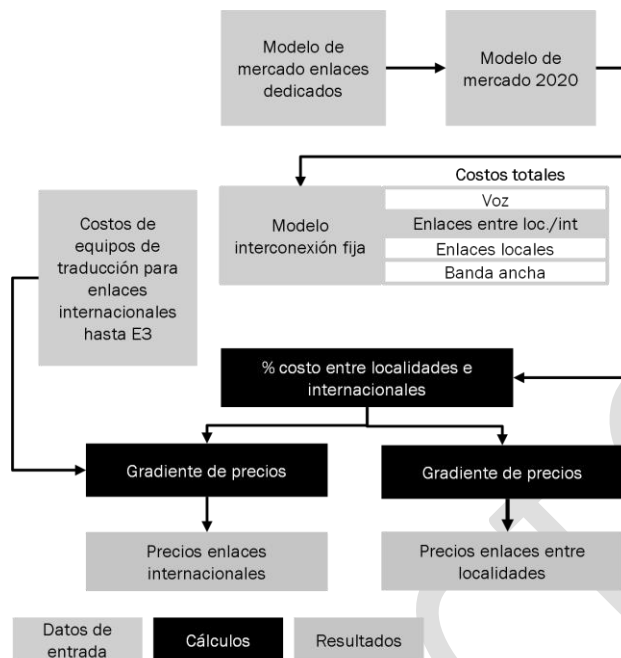 Modelo de
mercado enlaces
dedicados
Modelo de
mercado 2020
Costos totales
Costos de
equipos de
traducción para
enlaces
internacionales
hasta E3
Modelo
interconexión fija
Voz
Enlaces entre loc./int
Enlaces locales
Banda ancha
% costo entre localidades e
internacionales
Gradiente de precios
Gradiente de precios
Precios enlaces
internacionales
Precios enlaces entre
localidades
Datos de
entrada
Cálculos
Resultados